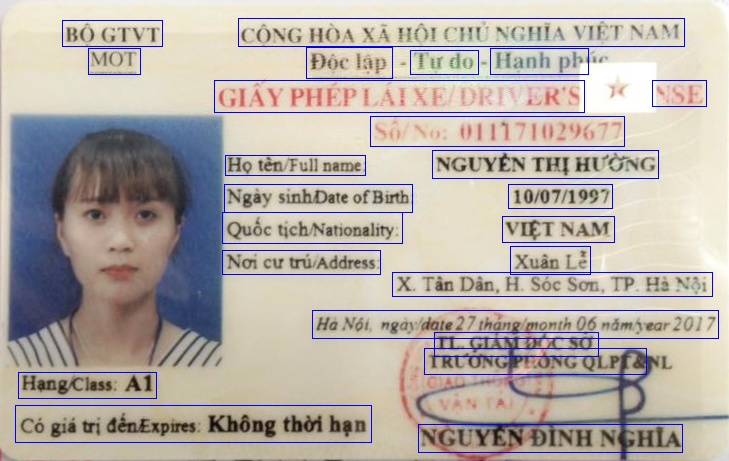 BỘ GTVT
MOT
CỘNG HÒA XÃ HỘI CHỦ NGHĨA VIỆT NAM
Độc lập - Tự do - Hạnh phúc
GIẤY PHÉP LÁI XE/DRIVER'S NSE
Số/No: 011171029677
Họ tên/Full name: NGUYỄN THỊ HƯỜNG
Ngày sinh/Date of Birth: 10/07/1997
Quốc tịch/Nationality: VIỆT NAM
Nơi cư trú/Address: Xuân Lễ
X. Tân Dân, H. Sóc Sơn, TP. Hà Nội
Hà Nội, ngày/date 27 tháng/month 06 năm/year 2017
TL. GIÁM ĐỐC SỞ
TRƯỞNG PHÒNG QLPT&NL
GIAO THÔNG
VẬN TẢI
Hạng/Class: A1
Có giá trị đến/Expires: Không thời hạn
NGUYỄN ĐÌNH NGHĨA